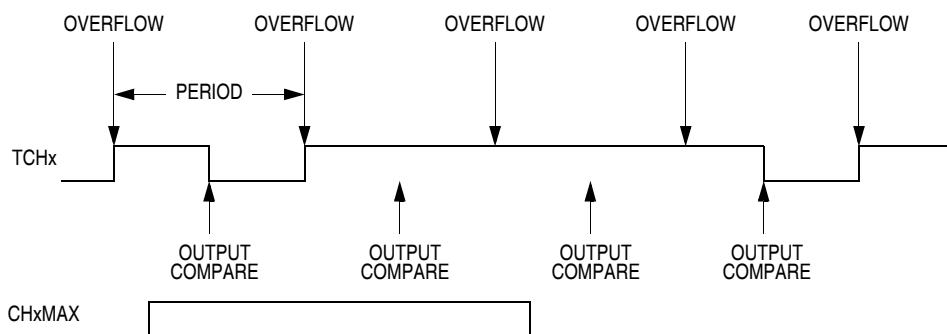 OVERFLOW OVERFLOW OVERFLOW OVERFLOW OVERFLOW
PERIOD
TCHx
OUTPUT OUTPUT OUTPUT OUTPUT
COMPARE COMPARE COMPARE COMPARE
CHxMAX